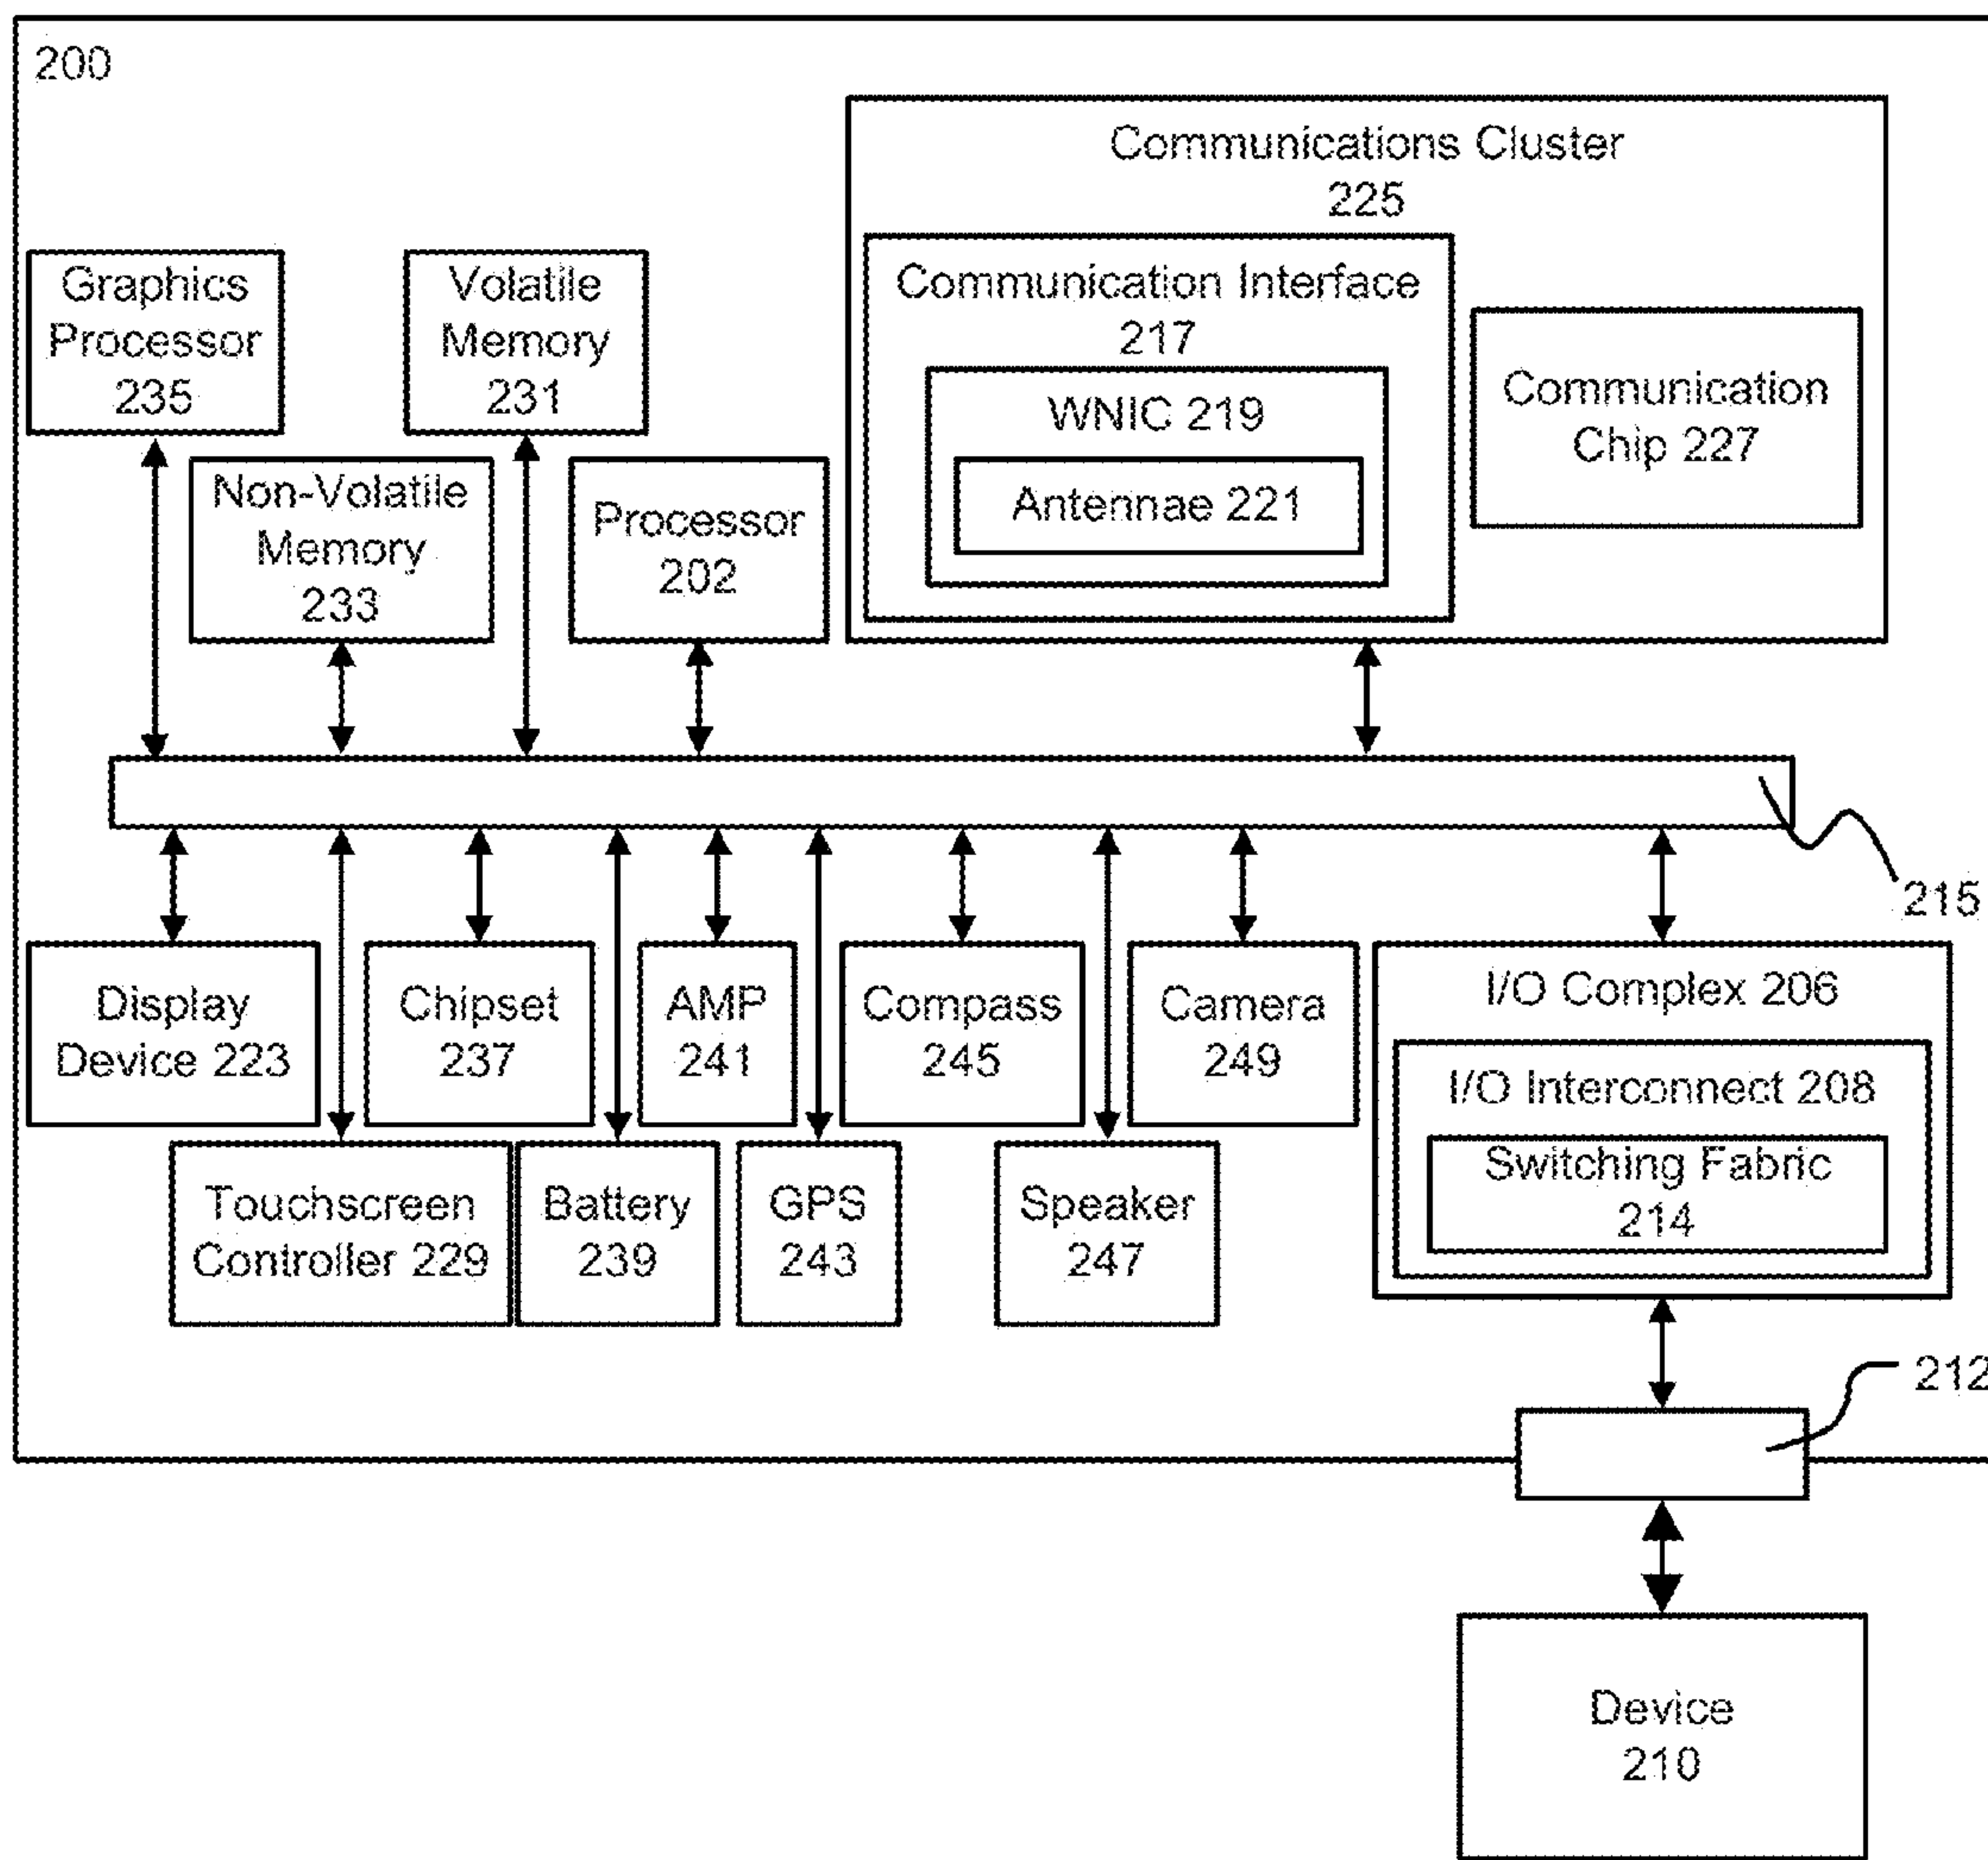 200
Communications Cluster
225
Communication Interface
217
WNIC 219
Antennae 221
Communication
Chip 227
Graphics
Processor
235
Volatile
Memory
231
Non-Volatile
Memory
233
Processor
202
215
Display
Device 223
Chipset
237
AMP
241
Compass
245
Camera
249
I/O Complex 206
I/O Interconnect 208
Switching Fabric
214
Touchscreen
Controller 229
Battery
239
GPS
243
Speaker
247
212
Device
210